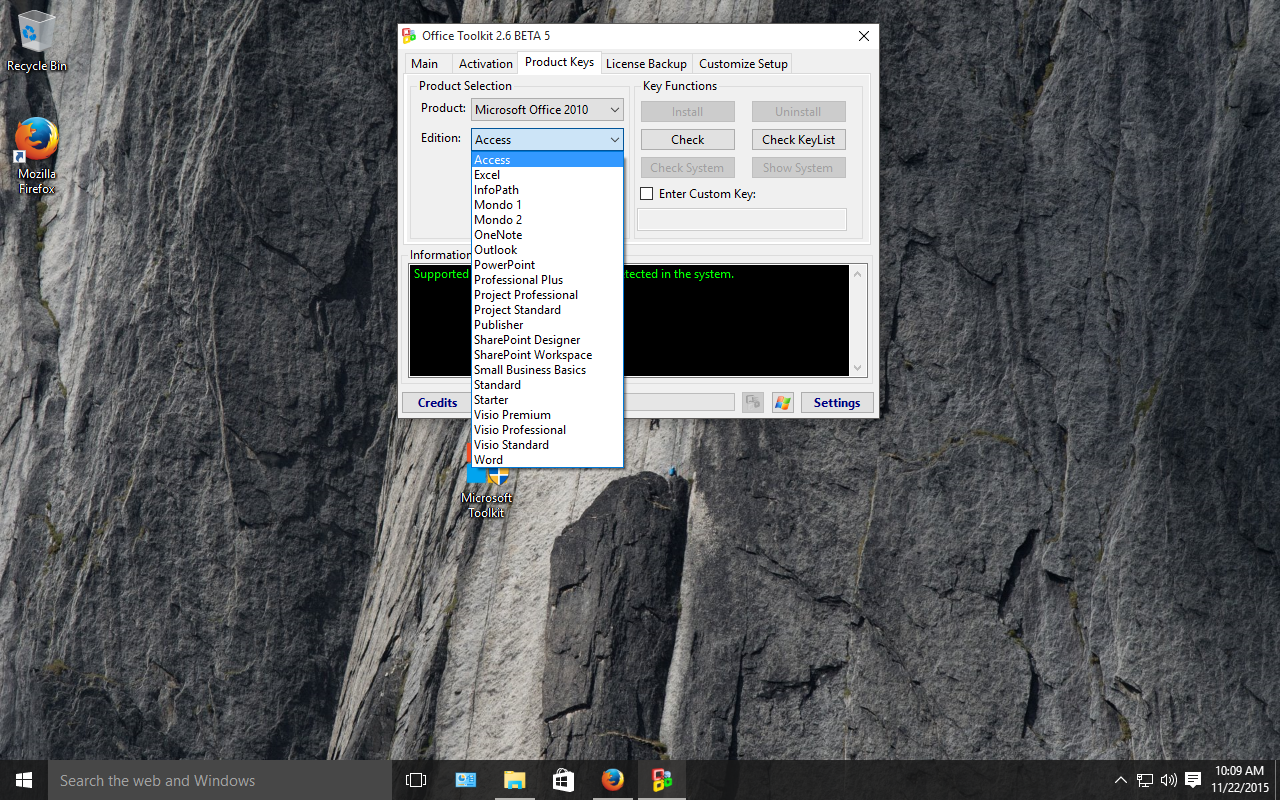 Recycle Bin
Mozilla
Firefox
Office Toolkit 2.6 BETA 5
Main Activation Product Keys License Backup Customize Setup
Product Selection
Product: Microsoft Office 2010
Edition: Access
Access
Excel
InfoPath
Mondo 1
Mondo 2
OneNote
Outlook
PowerPoint
Professional Plus
Project Professional
Project Standard
Publisher
SharePoint Designer
SharePoint Workspace
Small Business Basics
Standard
Starter
Visio Premium
Visio Professional
Visio Standard
Word
Key Functions
Install Uninstall
Check Check KeyList
Check System Show System
Enter Custom Key:
Information
Supported tected in the system.
Credits Settings
Microsoft
Toolkit
Search the web and Windows
10:09 AM
11/22/2015